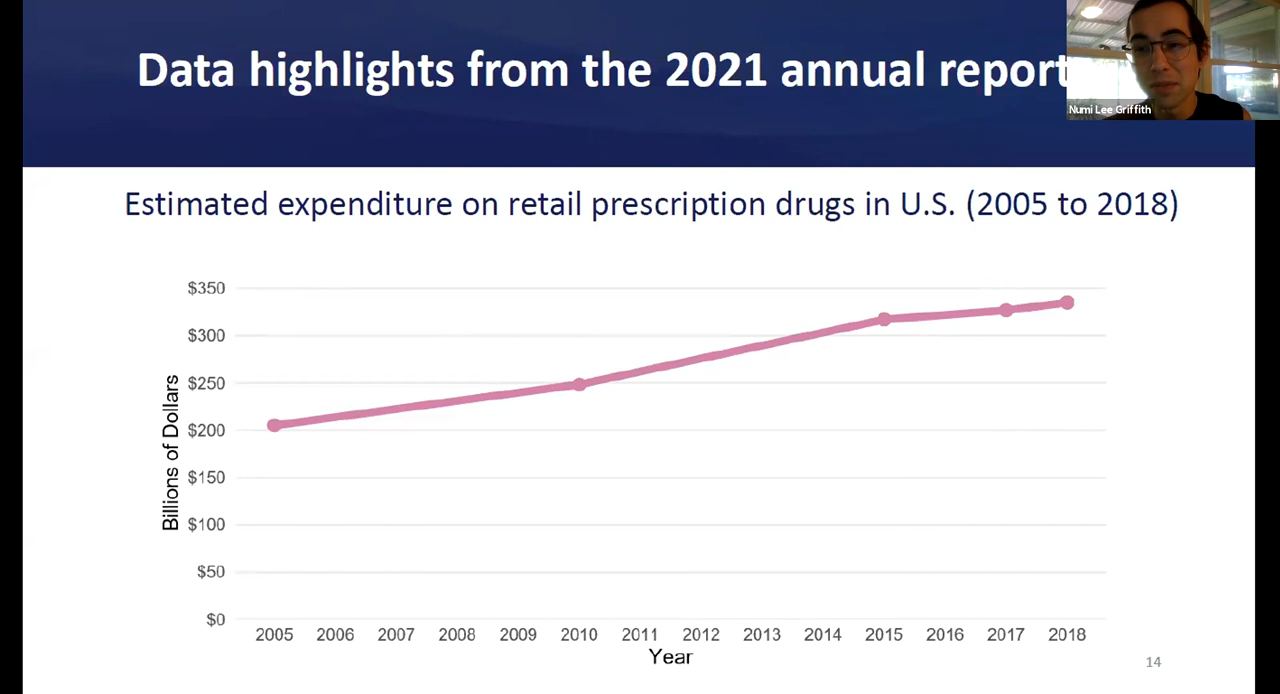 Data highlights from the 2021 annual report
Numi Lee Griffith
Estimated expenditure on retail prescription drugs in U.S. (2005 to 2018)
Billions of Dollars
$350
$300
$250
$200
$150
$100
$50
$0
2005 2006 2007 2008 2009 2010 2011 2012 2013 2014 2015 2016 2017 2018
Year
14